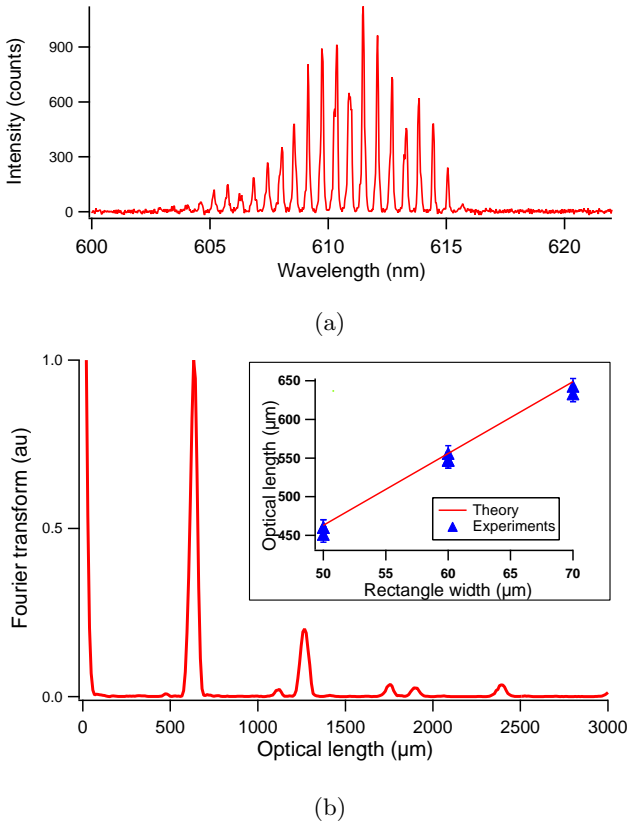 Intensity (counts)
900
600
300
0
600
605
610
615
620
Wavelength (nm)
(a)
Fourier transform (au)
1.0
0.5
0.0
0
500
1000
1500
2000
2500
3000
Optical length (µm)
Optical length (µm)
650
600
550
500
450
50
55
60
65
70
Rectangle width (µm)
Theory
Experiments
(b)